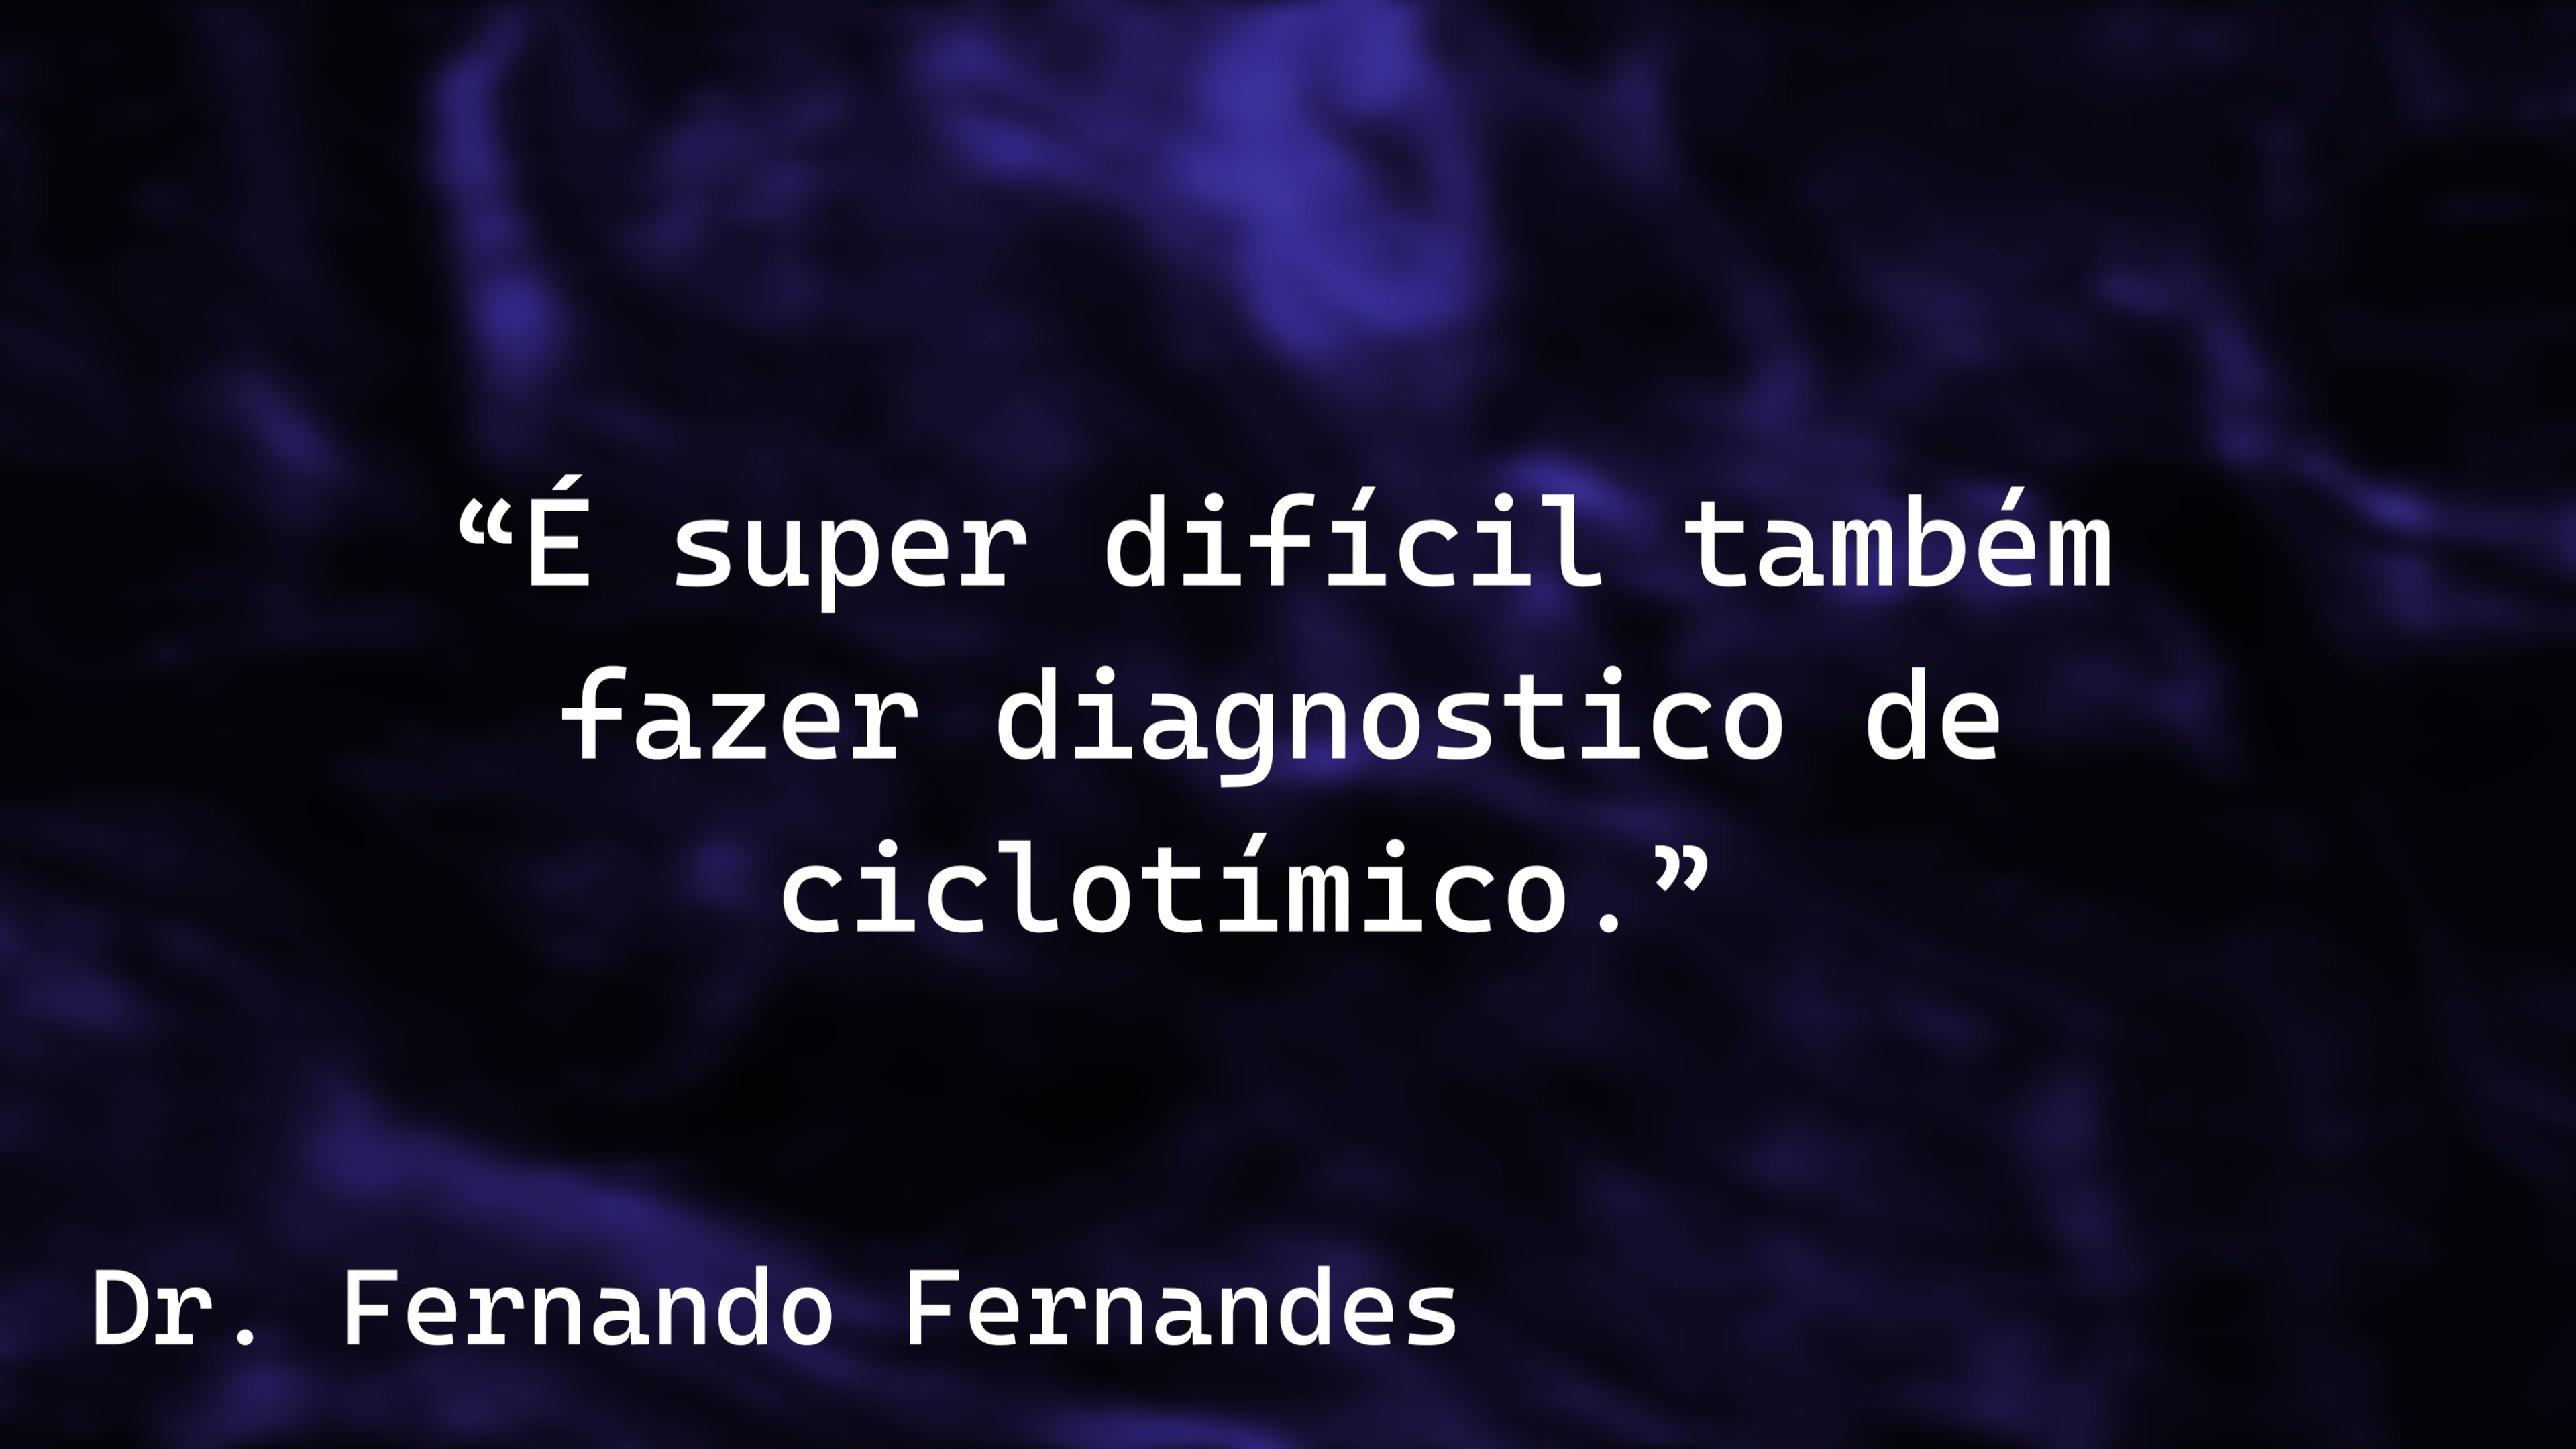 “É super difícil também
fazer diagnostico de
ciclotímico.”
Dr. Fernando Fernandes